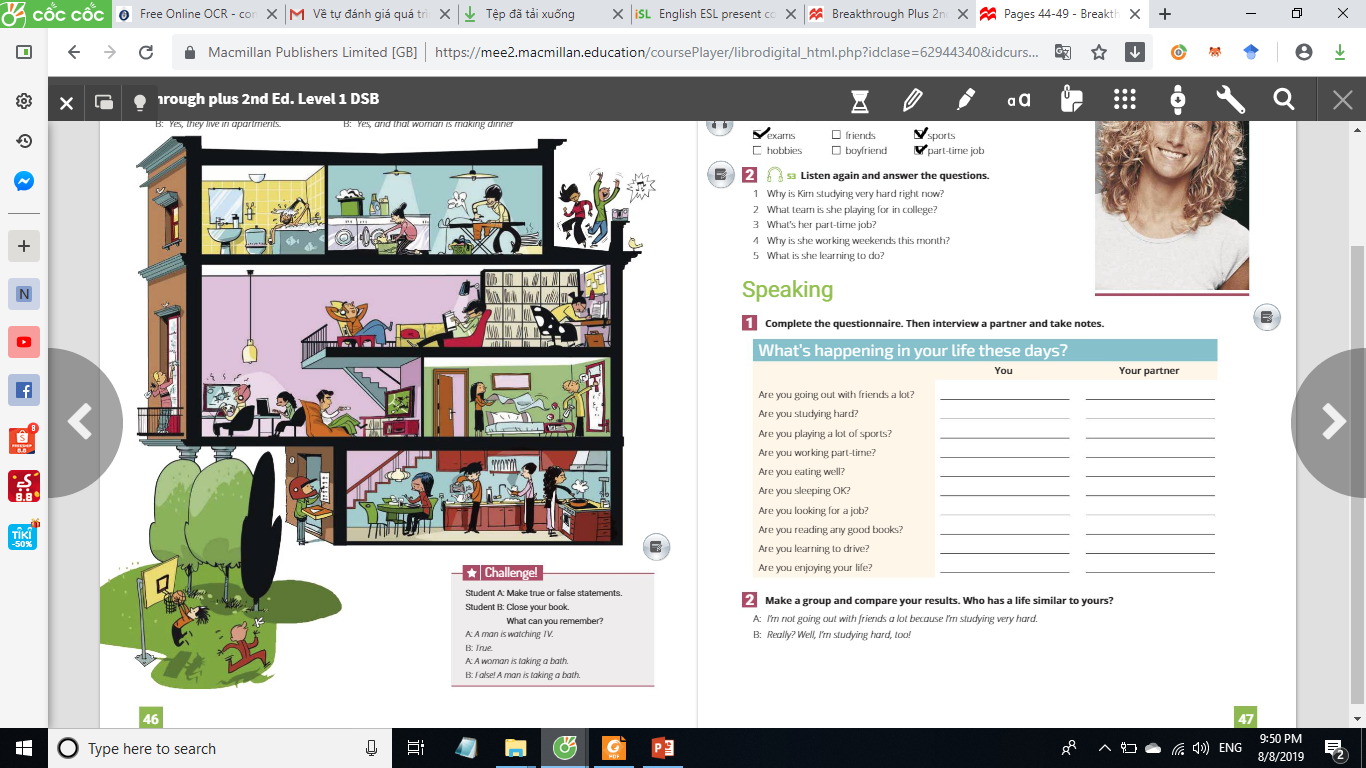 cốc cốc
Free Online OCR - con
Về tự đánh giá quá trì
Tệp đã tải xuống
iSL English ESL present co
Breakthrough Plus 2nd
Pages 44-49 - Breakth
Macmillan Publishers Limited [GB] https://mee2.macmillan.education/coursePlayer/librodigital_html.php?idclase=62944340&idcurs...
hrough plus 2nd Ed. Level 1 DSB
aA
B: Yes, they live in apartments.
B: Yes, and that woman is making dinner.
★ Challenge!
Student A: Make true or false statements.
Student B: Close your book.
What can you remember?
A: A man is watching TV.
B: True.
A: A woman is taking a bath.
B: False! A man is taking a bath.
46
exams
friends
sports
hobbies
boyfriend
part-time job
2 53 Listen again and answer the questions.
1 Why is Kim studying very hard right now?
2 What team is she playing for in college?
3 What's her part-time job?
4 Why is she working weekends this month?
5 What is she learning to do?
Speaking
1 Complete the questionnaire. Then interview a partner and take notes.
What's happening in your life these days?
You Your partner
Are you going out with friends a lot?
Are you studying hard?
Are you playing a lot of sports?
Are you working part-time?
Are you eating well?
Are you sleeping OK?
Are you looking for a job?
Are you reading any good books?
Are you learning to drive?
Are you enjoying your life?
2 Make a group and compare your results. Who has a life similar to yours?
A: I'm not going out with friends a lot because I'm studying very hard.
B: Really? Well, I'm studying hard, too!
47
N
8
8.8
TIKI
-50%
Type here to search
PDF
ENG
9:50 PM
8/8/2019
2